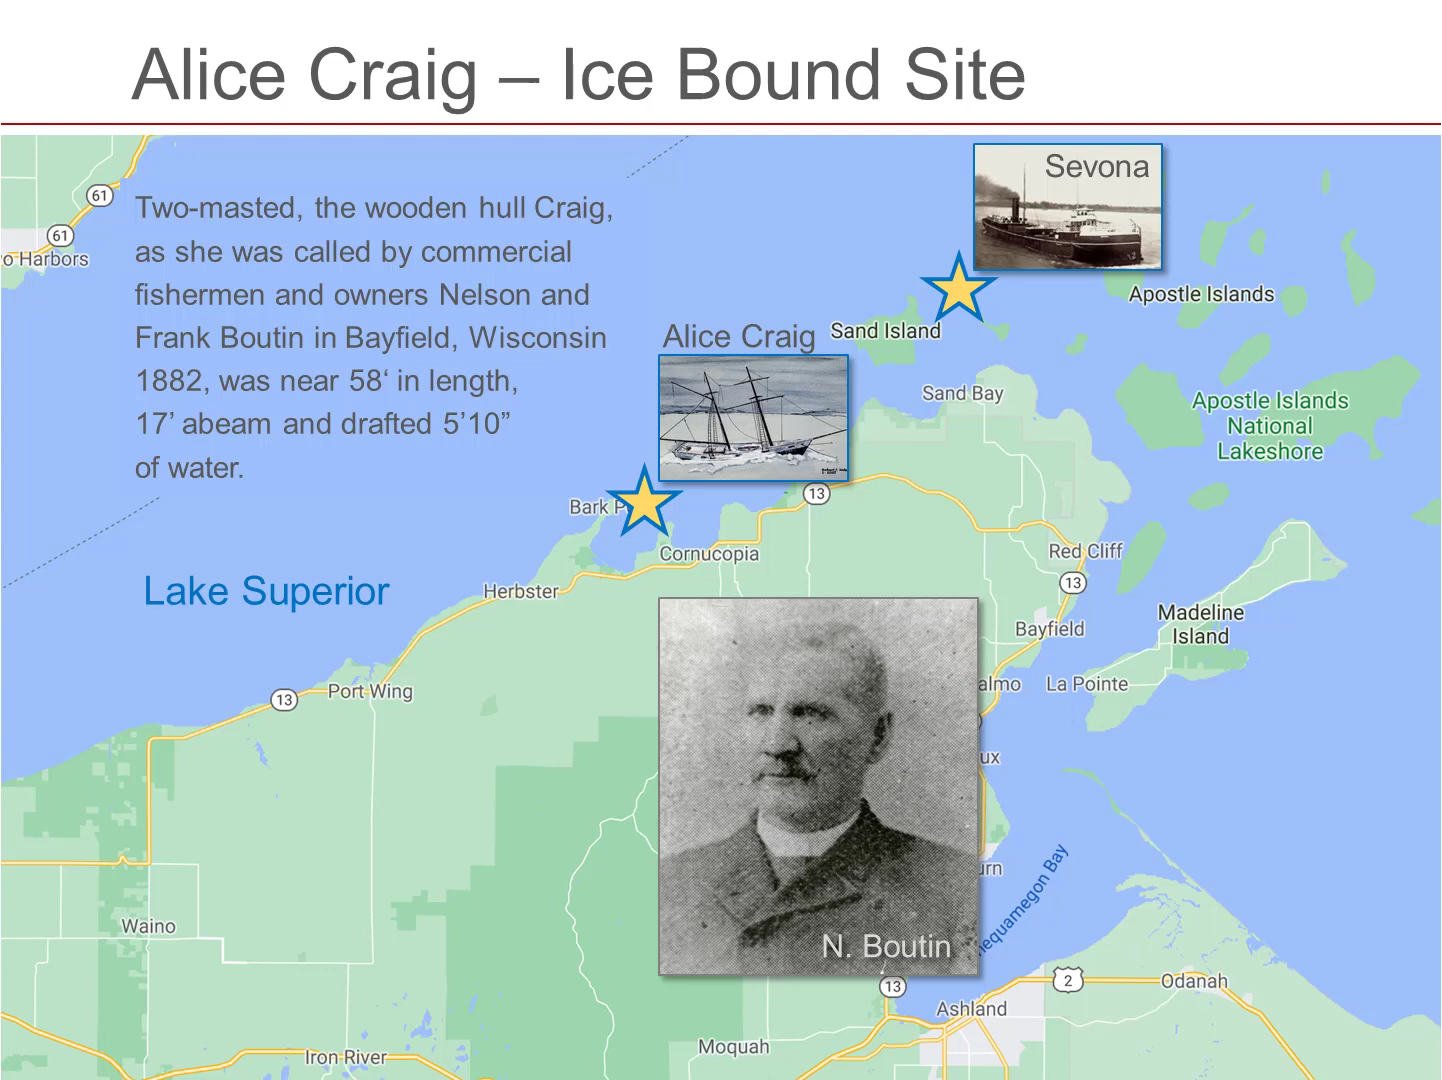 Alice Craig – Ice Bound Site
Two-masted, the wooden hull Craig,
as she was called by commercial
fishermen and owners Nelson and
Frank Boutin in Bayfield, Wisconsin
1882, was near 58‘ in length,
17’ abeam and drafted 5’10”
of water.
Sevona
61
61
o Harbors
Apostle Islands
Alice Craig
Sand Island
Sand Bay
Apostle Islands
National
Lakeshore
13
Bark P
Cornucopia
Red Cliff
13
Lake Superior
Herbster
Madeline
Island
Bayfield
almo
La Pointe
Port Wing
13
ux
urn
hequamegon Bay
Waino
N. Boutin
13
2
Odanah
Ashland
Moquah
Iron River